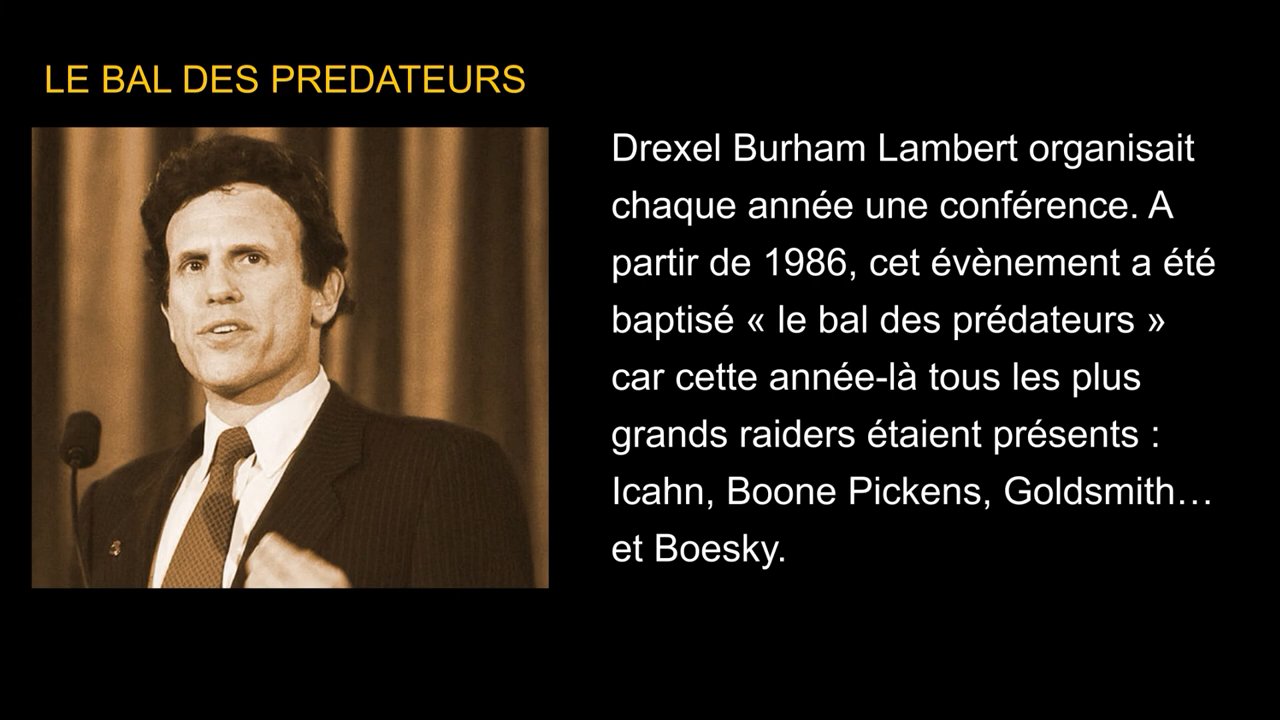 LE BAL DES PREDATEURS
Drexel Burham Lambert organisait
chaque année une conférence. A
partir de 1986, cet évènement a été
baptisé « le bal des prédateurs »
car cette année-là tous les plus
grands raiders étaient présents :
Icahn, Boone Pickens, Goldsmith…
et Boesky.